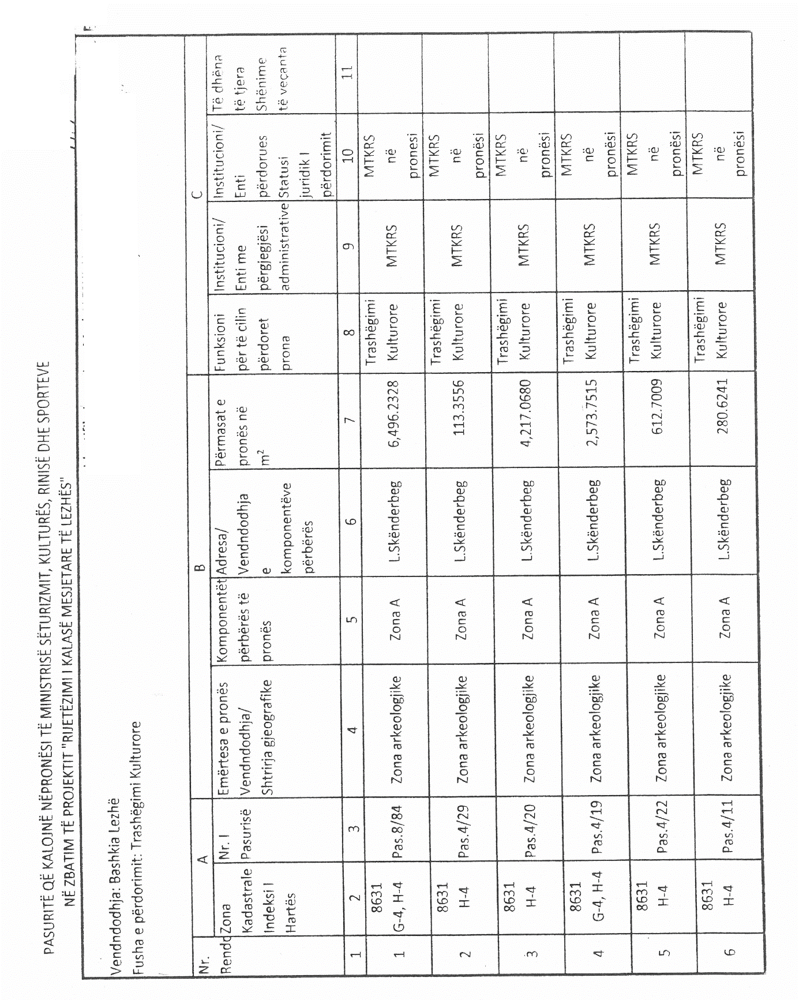 PASURITË QË KALOJNË NËPRONËSI TË MINISTRISË SËTURIZMIT, KULTURËS, RINISË DHE SPORTEVE
NË ZBATIM TË PROJEKTIT "RIJETËZIMI I KALASË MESJETARE TË LEZHËS"
Vendndodhja: Bashkia Lezhë
Fusha e përdorimit: Trashëgimi Kulturore
Nr. A B C
Rendo Zona Nr. I Emërtesa e pronës Komponentët Adresa/ Përmasat e Funksioni Institucioni/ Institucioni/ Të dhëna
Kadastrale Pasurisë Vendndodhja/ përbërës të Vendndodhja pronës në për të cilin Enti me Enti të tjera
Indeksi I Shtrirja gjeografike pronës e m² përdoret përgjegjësi përdorues Shënime
Hartës komponentëve prona administrative Statusi të veçanta
përbërës juridik I
përdorimit
1 2 3 4 5 6 7 8 9 10 11
8631 Trashëgimi MTKRS
1 G-4, H-4 Pas.8/84 Zona arkeologjike Zona A L.Skënderbeg 6,496.2328 Kulturore MTKRS në
pronesi
8631 Trashëgimi MTKRS
2 H-4 Pas.4/29 Zona arkeologjike Zona A L.Skënderbeg 113.3556 Kulturore MTKRS në
pronësi
8631 Trashëgimi MTKRS
3 H-4 Pas.4/20 Zona arkeologjike Zona A L.Skënderbeg 4,217.0680 Kulturore MTKRS në
pronësi
8631 Trashëgimi MTKRS
4 G-4, H-4 Pas.4/19 Zona arkeologjike Zona A L.Skënderbeg 2,573.7515 Kulturore MTKRS në
pronësi
8631 Trashëgimi MTKRS
5 H-4 Pas.4/22 Zona arkeologjike Zona A L.Skënderbeg 612.7009 Kulturore MTKRS në
pronësi
8631 Trashëgimi MTKRS
6 H-4 Pas.4/11 Zona arkeologjike Zona A L.Skënderbeg 280.6241 Kulturore MTKRS në
pronësi